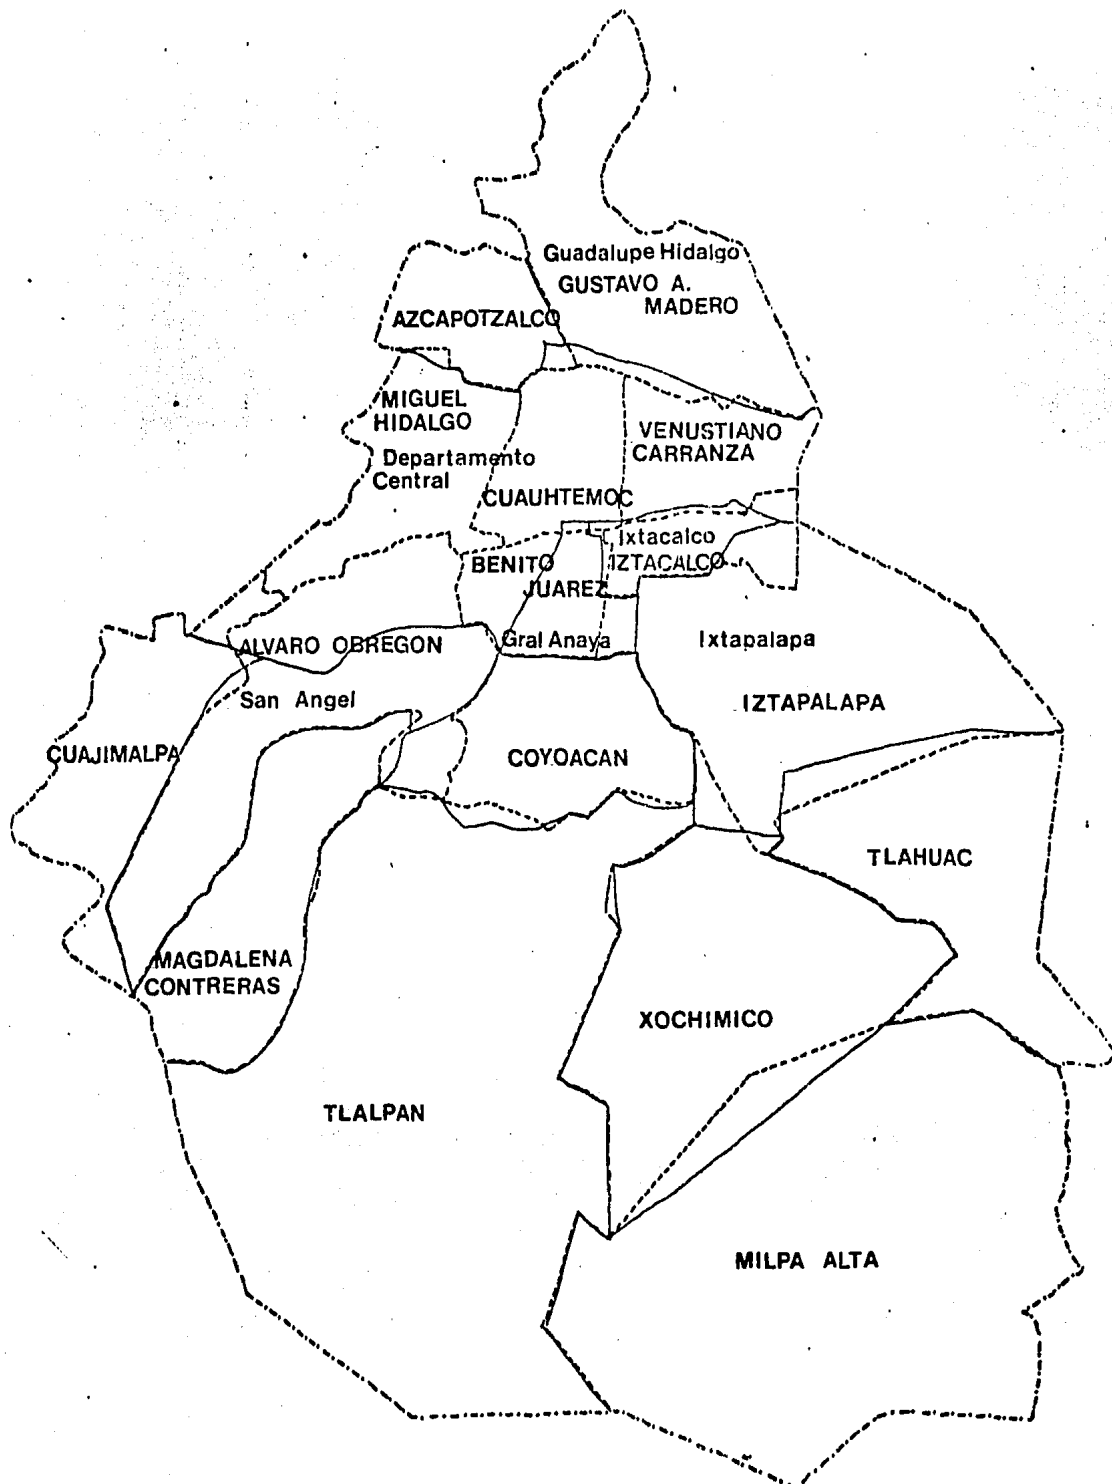 Guadalupe Hidalgo
GUSTAVO A.
MADERO
AZCAPOTZALCO
MIGUEL
HIDALGO
VENUSTIANO
CARRANZA
Departamento
Central
CUAUHTEMOC
Ixtacalco
IZTACALCO
BENITO
JUAREZ
Gral Anaya
ALVARO OBREGON
Ixtapalapa
San Angel
IZTAPALAPA
CUAJIMALPA
COYOACAN
TLAHUAC
MAGDALENA
CONTRERAS
XOCHIMICO
TLALPAN
MILPA ALTA